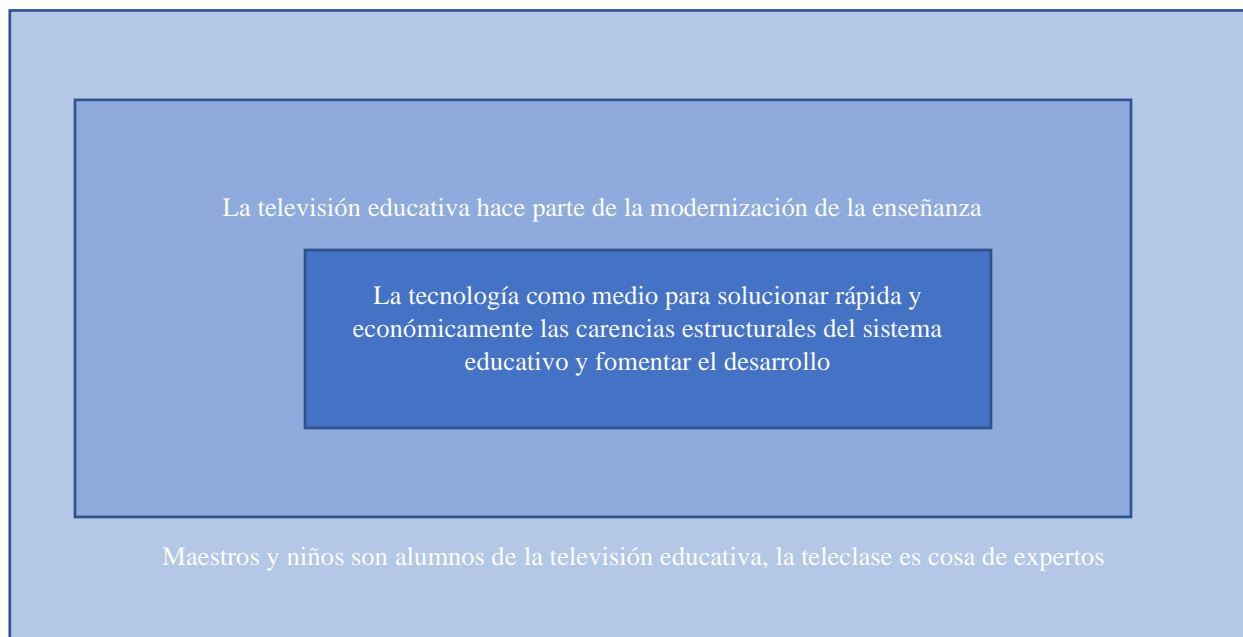 La televisión educativa hace parte de la modernización de la enseñanza
La tecnología como medio para solucionar rápida y
económicamente las carencias estructurales del sistema
educativo y fomentar el desarrollo
Maestros y niños son alumnos de la televisión educativa, la teleclase es cosa de expertos